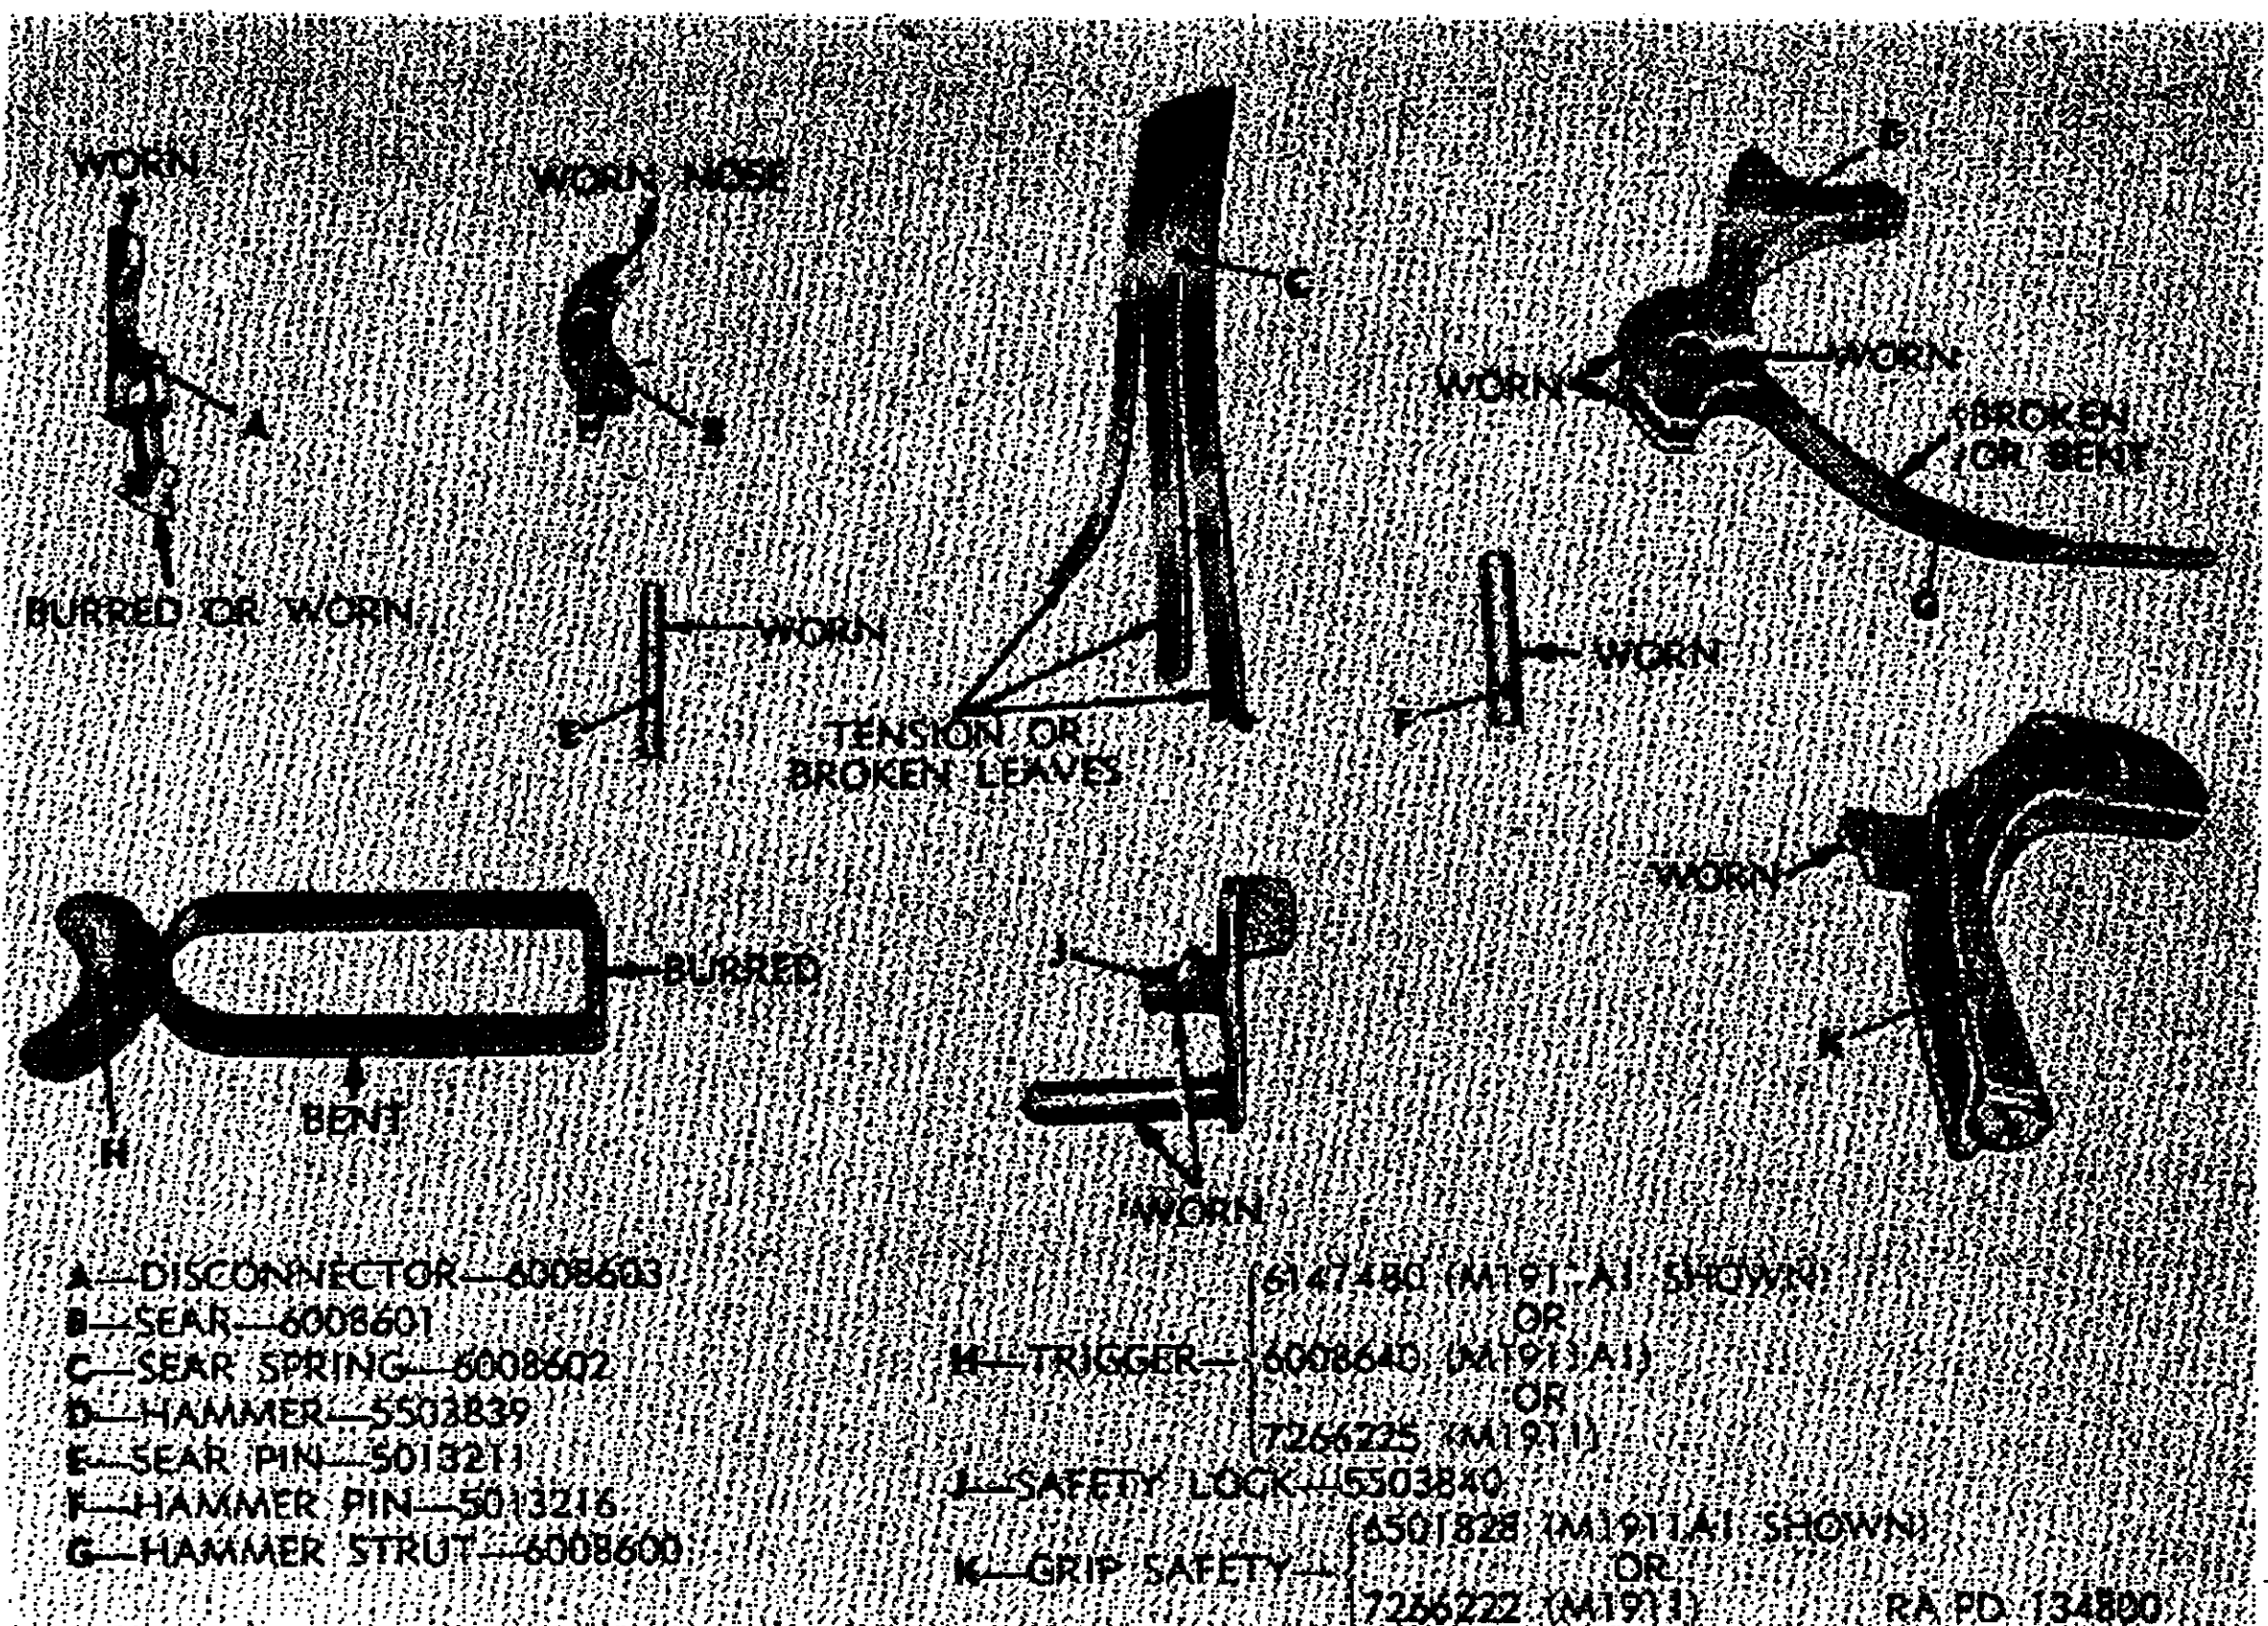 WORN
WORN NOSE
D
C
A
B
WORN
WORN
BROKEN
OR BENT
BURRED OR WORN
WORN
WORN
G
E
F
TENSION OR
BROKEN LEAVES
WORN
J
BURRED
K
BENT
H
WORN
A—DISCONNECTOR—6008603
B—SEAR—6008601
C—SEAR SPRING—6008602
D—HAMMER—5503839
E—SEAR PIN—5013211
F—HAMMER PIN—5013216
G—HAMMER STRUT—6008600
6147480 (M1911A1 SHOWN)
OR
H—TRIGGER—6008640 (M1911A1)
OR
7266225 (M1911)
J—SAFETY LOCK—5503840
6501828 (M1911A1 SHOWN)
K—GRIP SAFETY—OR
7266222 (M1911)
RA PD 134800